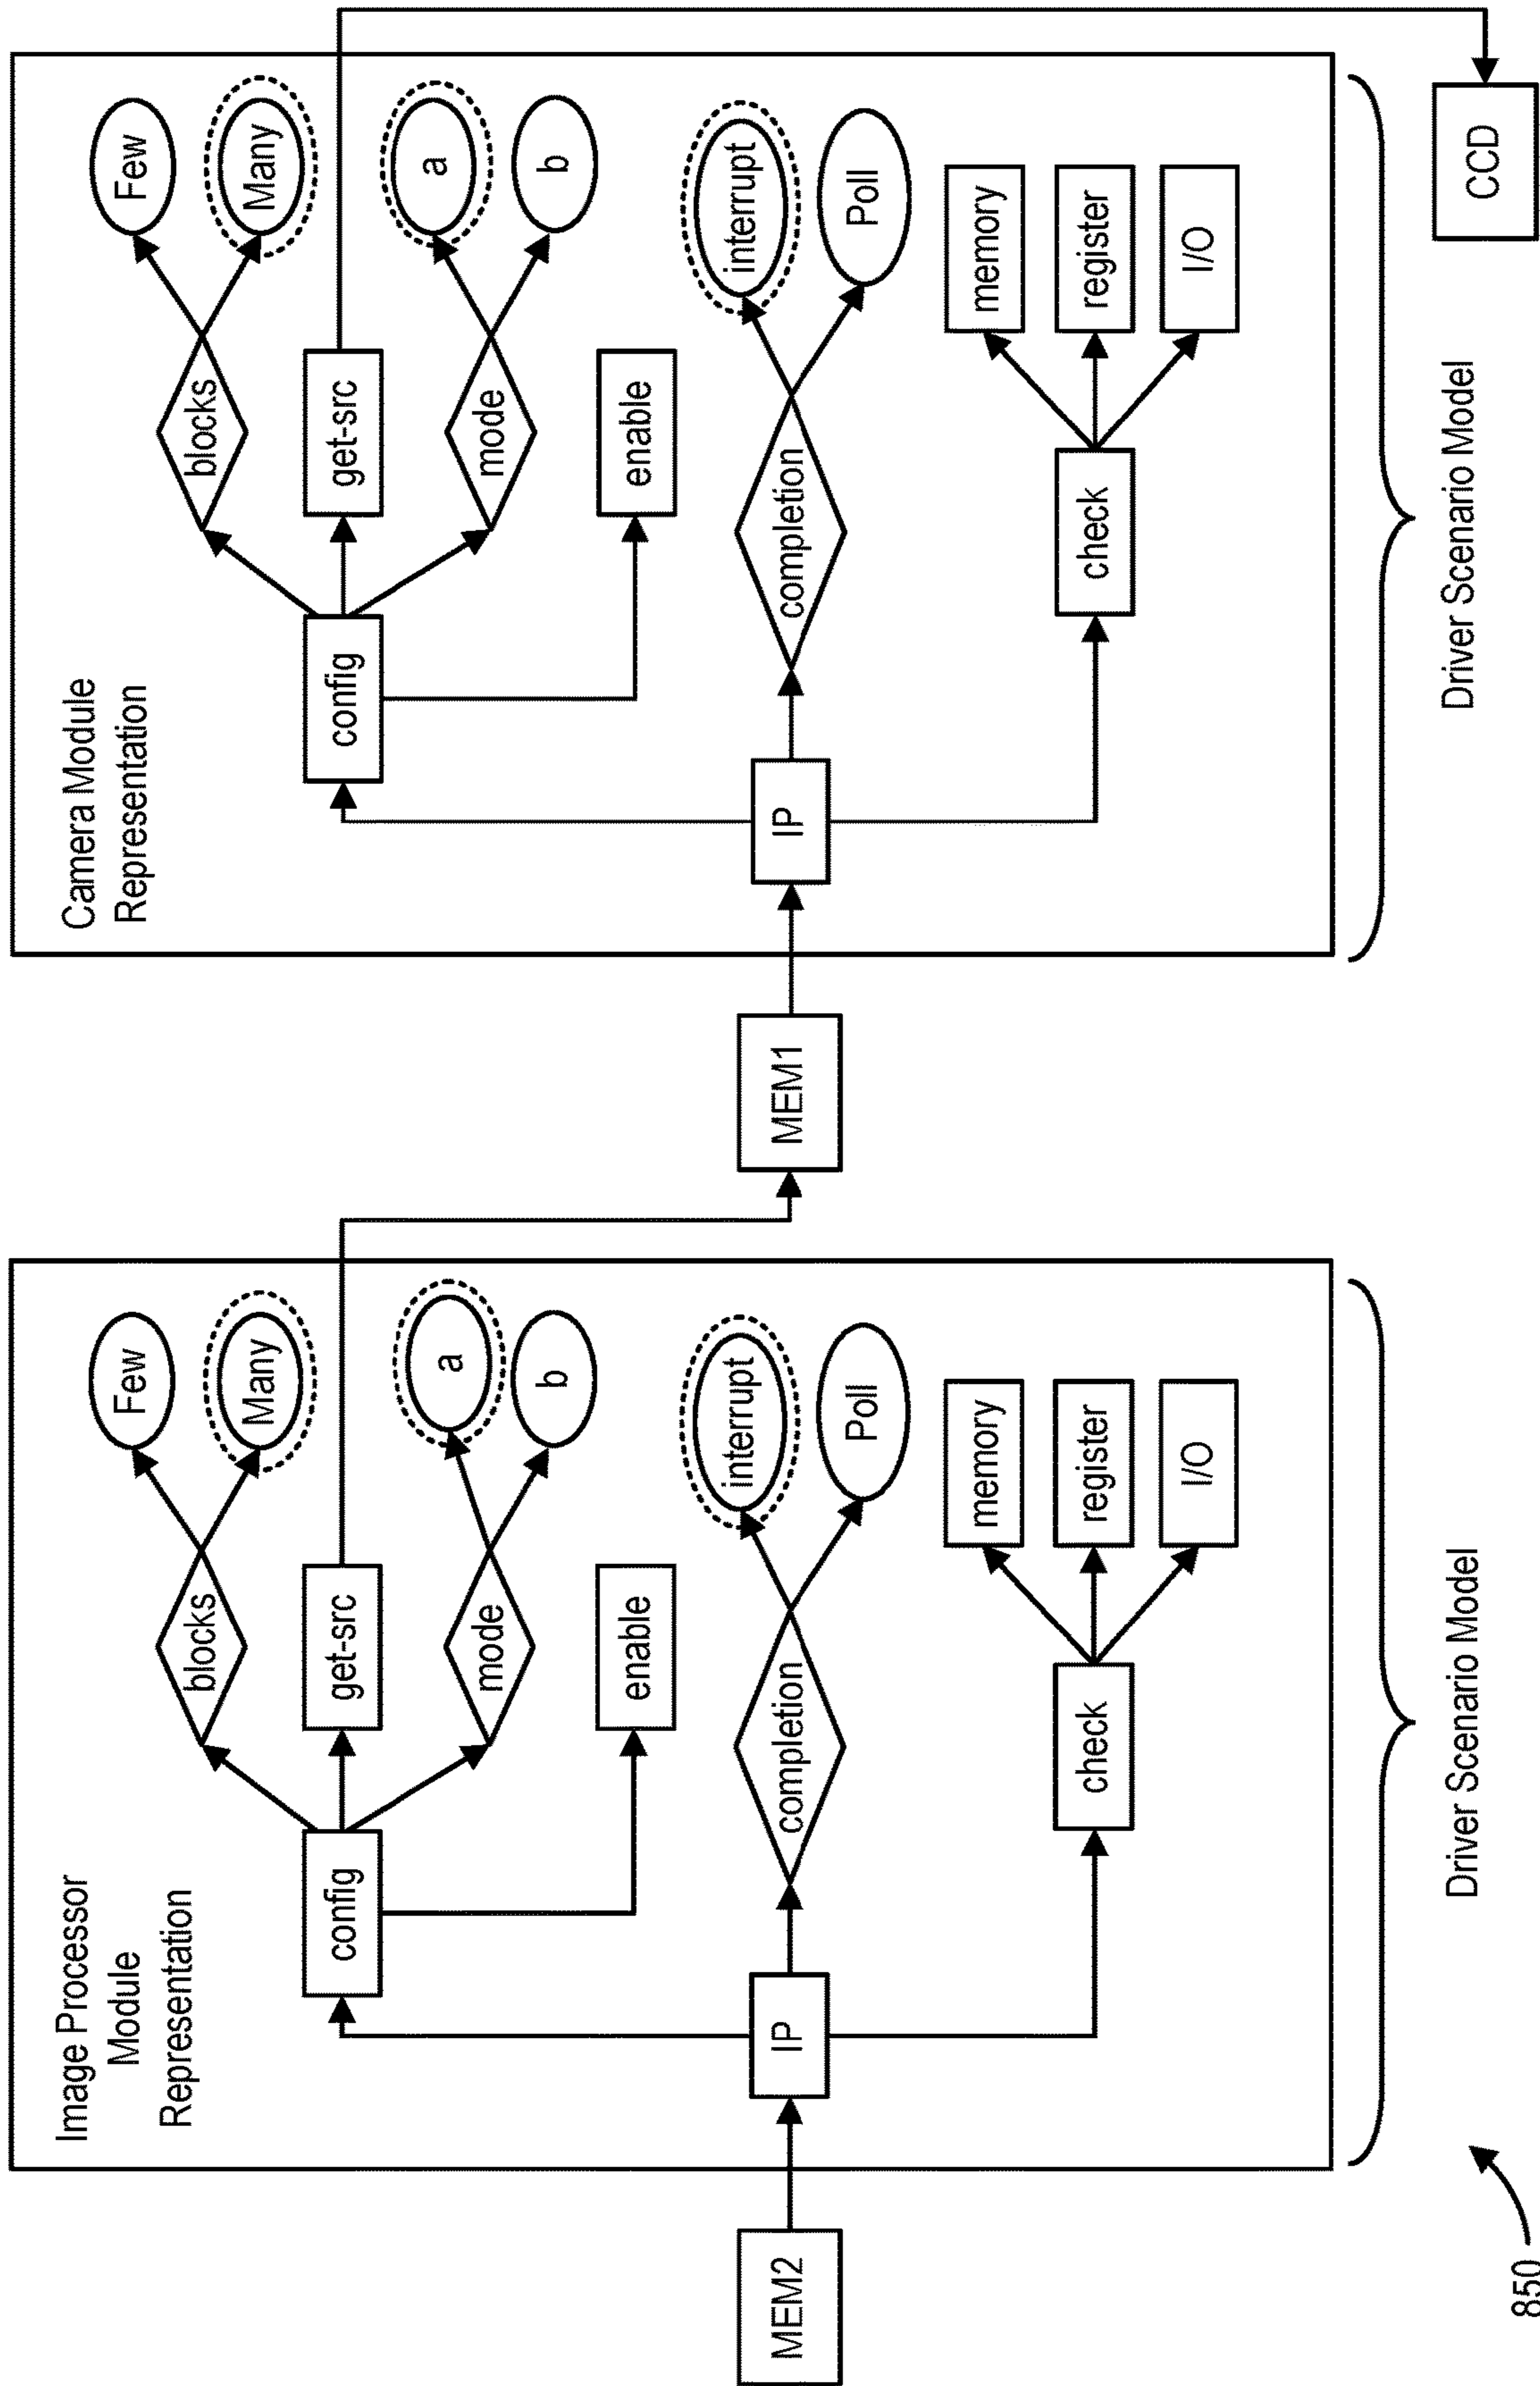 Image Processor
Module
Representation
Few
blocks
Many
config
get-src
a
mode
b
enable
MEM2
IP
completion
interrupt
Poll
memory
check
register
I/O
Driver Scenario Model
MEM1
Camera Module
Representation
Few
blocks
Many
config
get-src
a
mode
b
enable
IP
completion
interrupt
Poll
memory
check
register
I/O
Driver Scenario Model
CCD
850